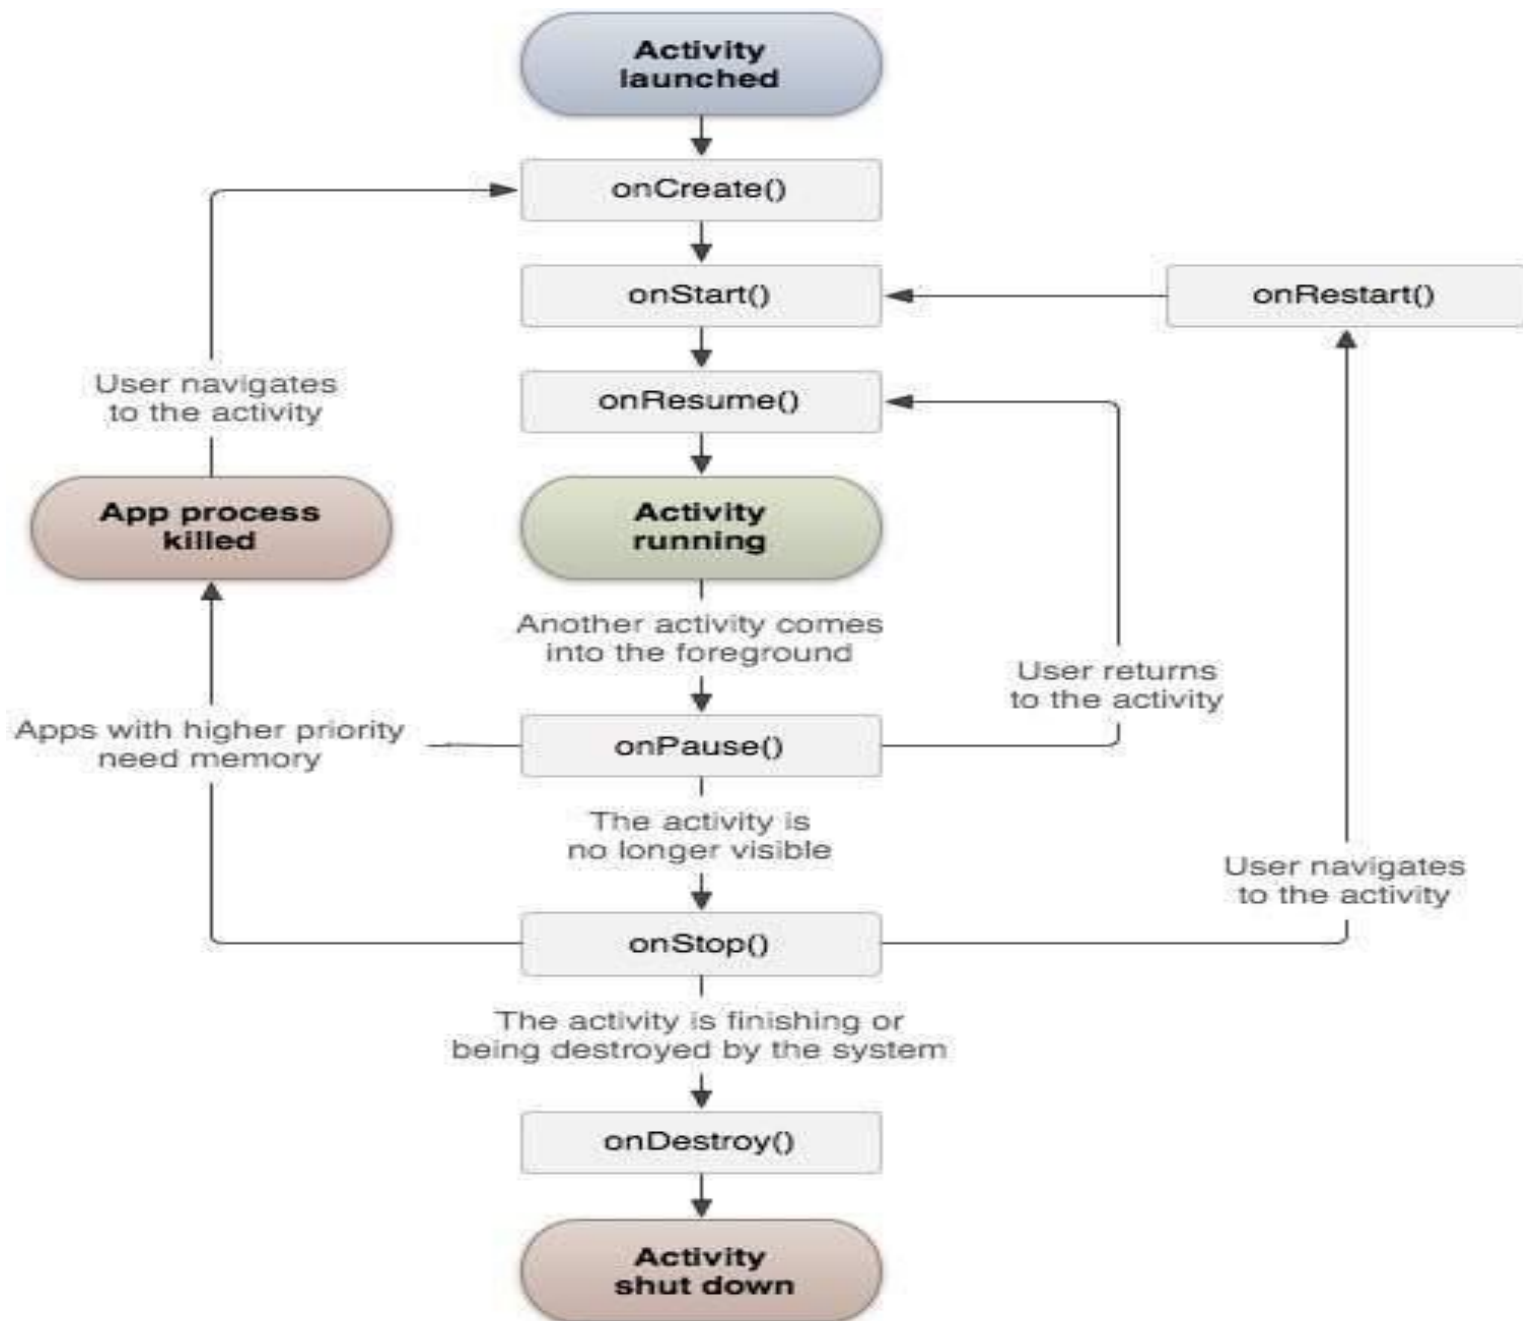 Activity
launched
onCreate()
onStart()
onRestart()
User navigates
to the activity
onResume()
App process
killed
Activity
running
Another activity comes
into the foreground
User returns
to the activity
Apps with higher priority
need memory
onPause()
The activity is
no longer visible
User navigates
to the activity
onStop()
The activity is finishing or
being destroyed by the system
onDestroy()
Activity
shut down